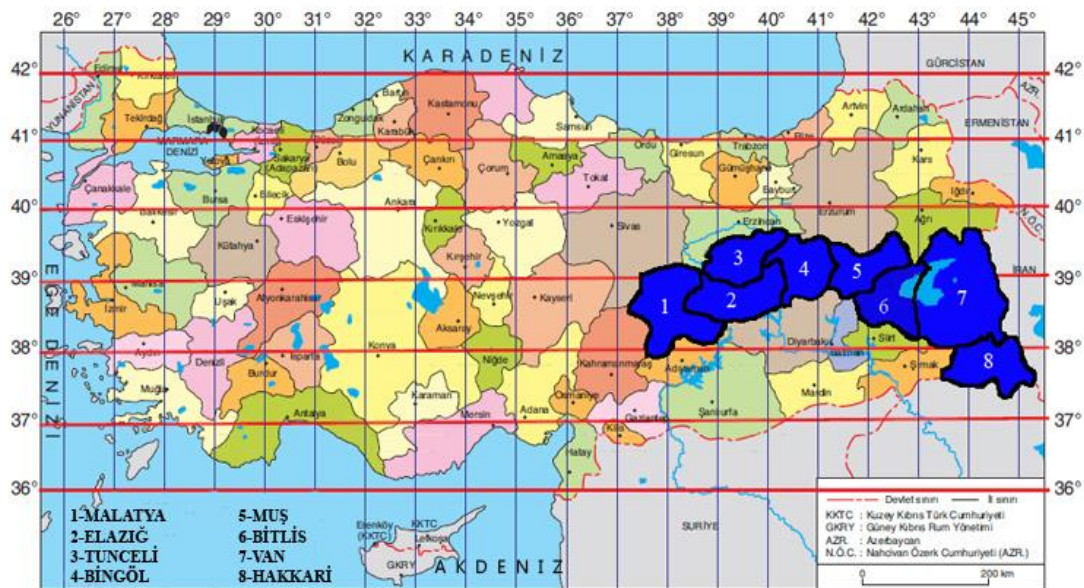 26° 27° 28° 29° 30° 31° 32° 33° 34° 35° 36° 37° 38° 39° 40° 41° 42° 43° 44° 45°
KARADENİZ
GÜRCİSTAN
42° 42°
YUNANİSTAN
Edirne
Kırklareli
Bartın
Kastamonu
Artvin
Ardahan
AZR.
Tekirdağ
İstanbul
Zonguldak
Karabük
Samsun
Rize
ERMENİSTAN
41° 41°
MARMARA
DENİZİ
Kocaeli
Yalova
Sakarya
(Adapazarı)
Bolu
Çankırı
Çorum
Amasya
Ordu
Giresun
Trabzon
Kars
Çanakkale
Bursa
Bilecik
Tokat
Gümüşhane
Bayburt
Iğdır
Ankara
Erzurum
40° 40°
Balıkesir
Eskişehir
Kırıkkale
Yozgat
Sivas
Erzincan
Ağrı
N.Ö.C.
Kütahya
Kırşehir
39° 39°
EGE DENİZİ
Manisa
İzmir
Uşak
Afyonkarahisar
Nevşehir
Kayseri
İRAN
1 2 3 4 5 6 7 8
Aksaray
38° 38°
Aydın
Denizli
Isparta
Konya
Niğde
Kahramanmaraş
Adıyaman
Diyarbakır
Batman
Siirt
Şırnak
Burdur
Muğla
Antalya
Karaman
Mersin
Adana
Osmaniye
Gaziantep
Şanlıurfa
Mardin
37° 37°
Kilis
Hatay
36° 36°
1-MALATYA
2-ELAZIĞ
3-TUNCELİ
4-BİNGÖL
5-MUŞ
6-BİTLİS
7-VAN
8-HAKKARİ
Erenköy
(KKTC)
KKTC
Lefkoşa
GKRY
AKDENİZ
SURİYE
Devlet sınırı İl sınırı
KKTC : Kuzey Kıbrıs Türk Cumhuriyeti
GKRY : Güney Kıbrıs Rum Yönetimi
AZR. : Azerbaycan
N.Ö.C. : Nahcivan Özerk Cumhuriyeti (AZR.)
0 200 km